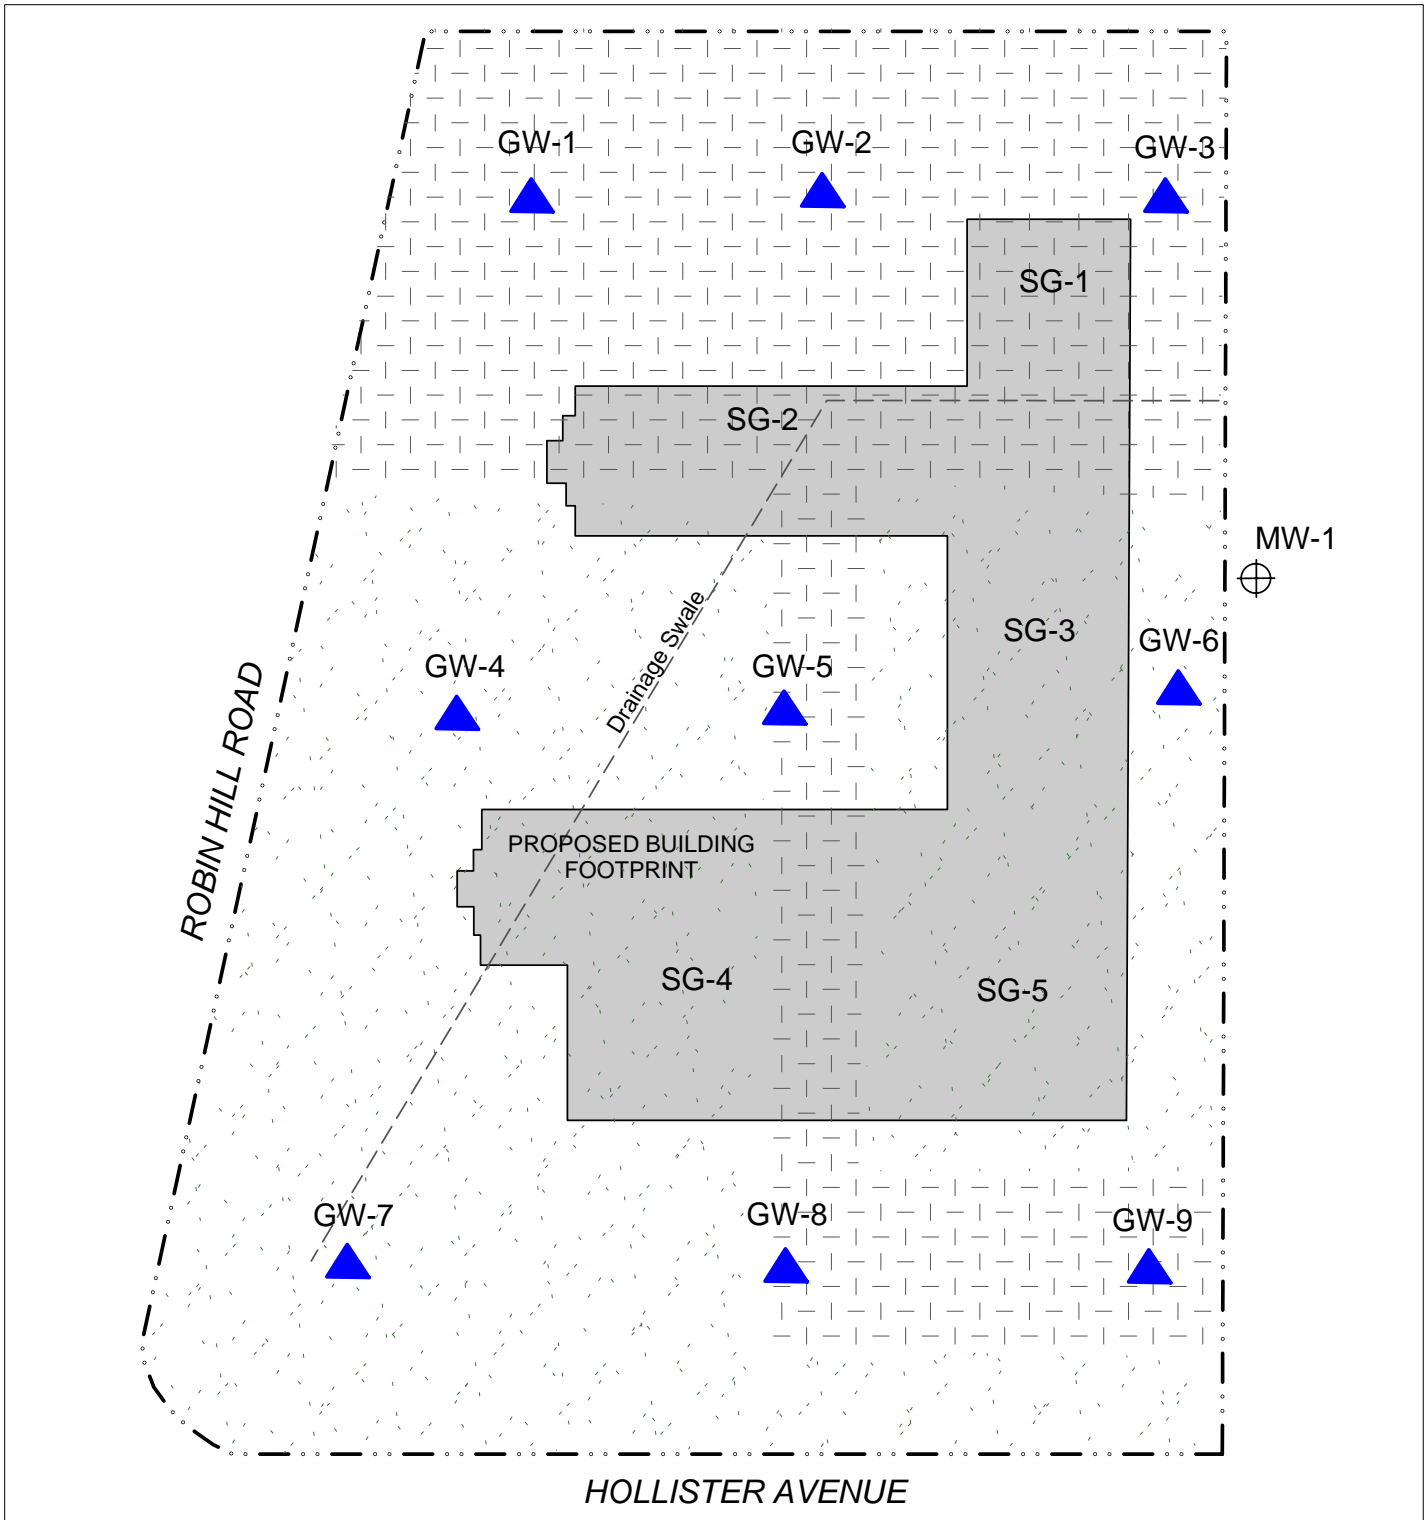 GW-1
GW-2
GW-3
SG-1
SG-2
MW-1
SG-3
GW-6
GW-4
GW-5
Drainage Swale
ROBIN HILL ROAD
PROPOSED BUILDING
FOOTPRINT
SG-4
SG-5
GW-7
GW-8
GW-9
HOLLISTER AVENUE